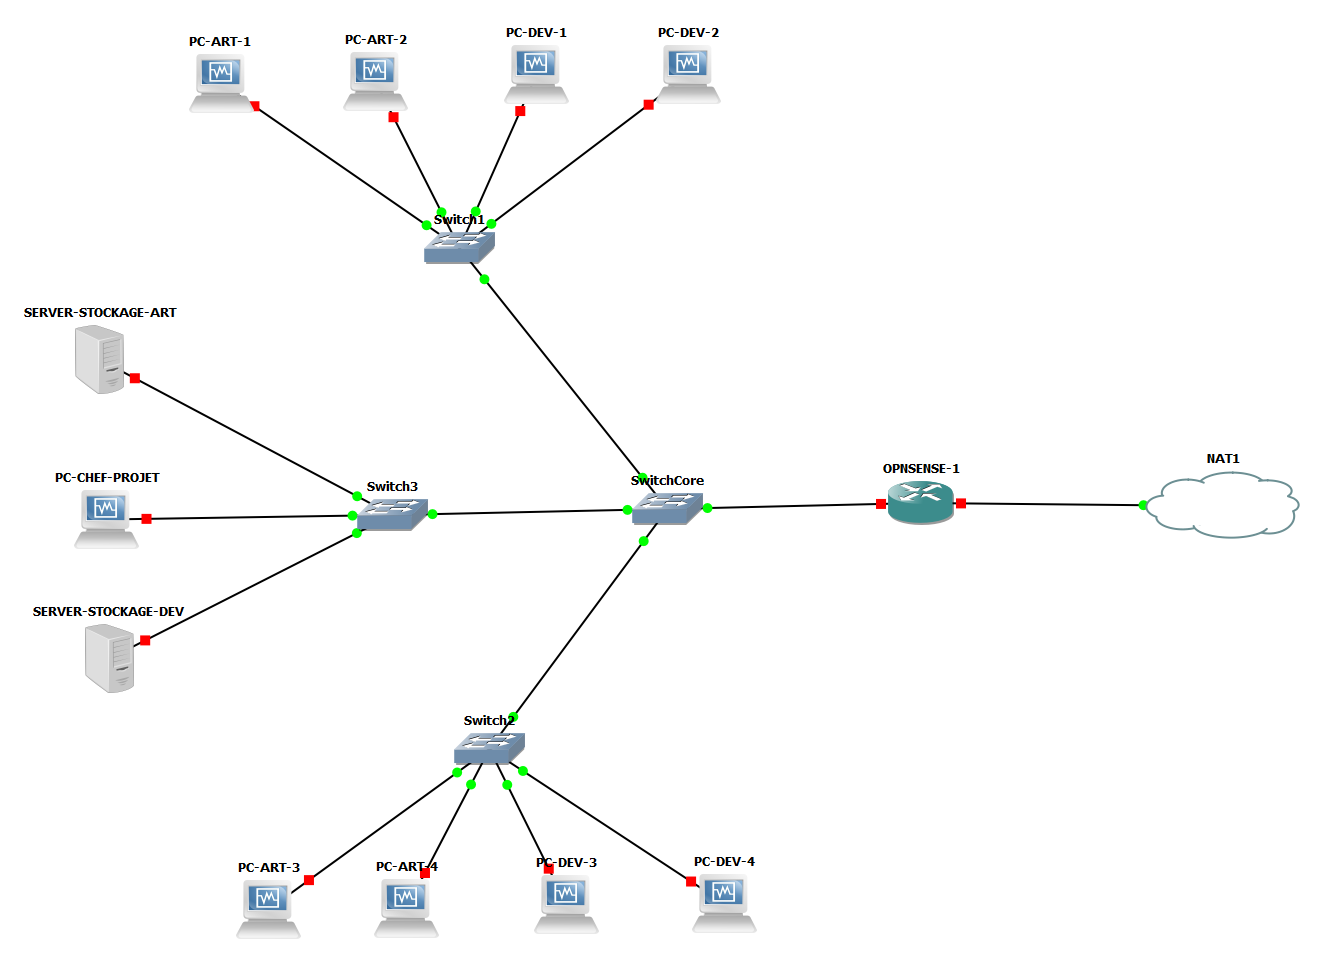 PC-ART-1
PC-ART-2
PC-DEV-1
PC-DEV-2
Switch1
SERVER-STOCKAGE-ART
PC-CHEF-PROJET
Switch3
SwitchCore
OPNSENSE-1
NAT1
SERVER-STOCKAGE-DEV
Switch2
PC-ART-3
PC-ART-4
PC-DEV-3
PC-DEV-4